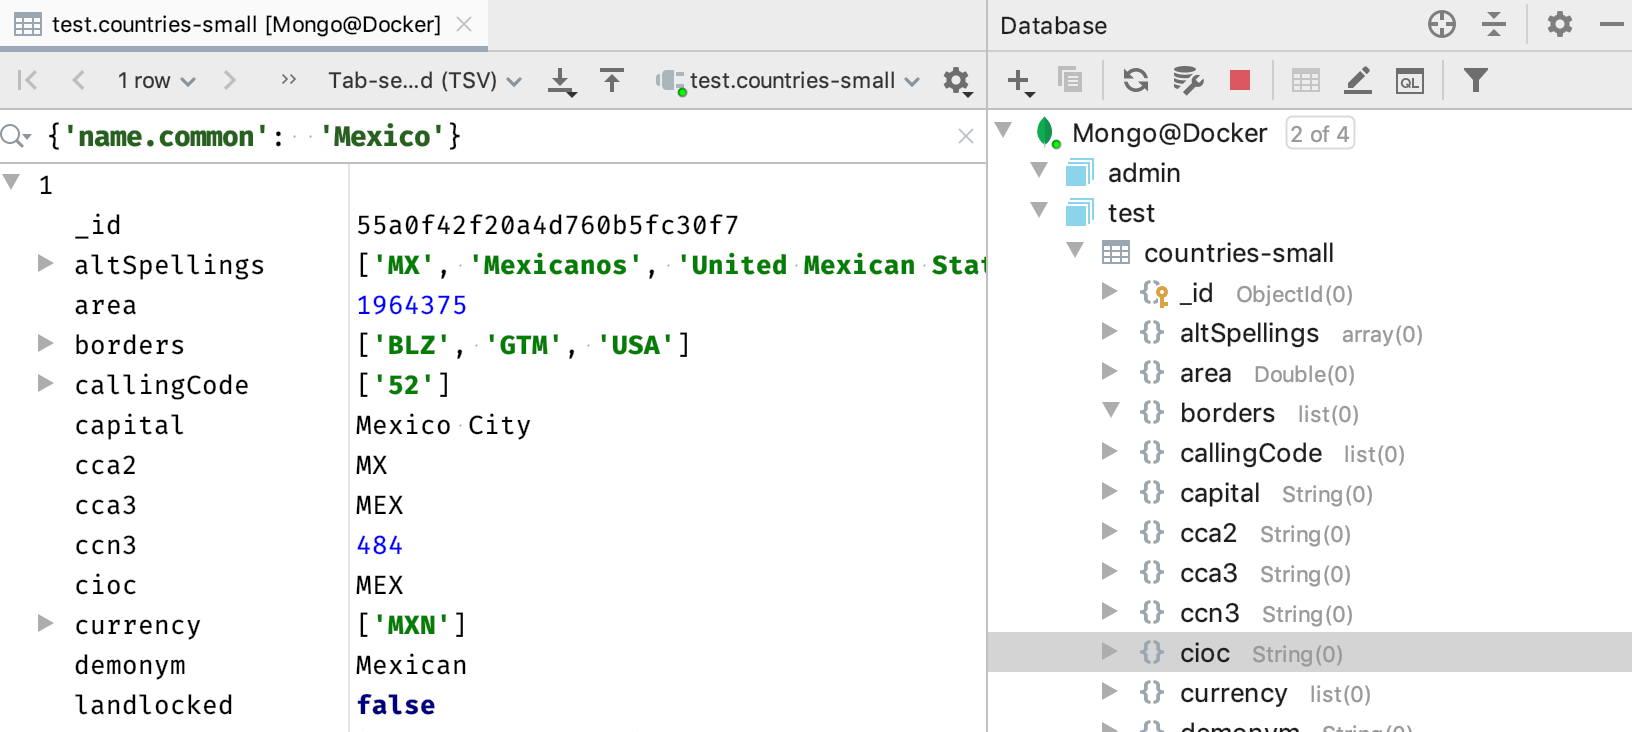 test.countries-small [Mongo@Docker]
1 row
Tab-se...d (TSV)
test.countries-small
{'name.common': 'Mexico'}
1
_id 55a0f42f20a4d760b5fc30f7
altSpellings ['MX', 'Mexicanos', 'United Mexican Stat
area 1964375
borders ['BLZ', 'GTM', 'USA']
callingCode ['52']
capital Mexico City
cca2 MX
cca3 MEX
ccn3 484
cioc MEX
currency ['MXN']
demonym Mexican
landlocked false
Database
QL
Mongo@Docker 2 of 4
admin
test
countries-small
_id ObjectId(0)
altSpellings array(0)
area Double(0)
borders list(0)
callingCode list(0)
capital String(0)
cca2 String(0)
cca3 String(0)
ccn3 String(0)
cioc String(0)
currency list(0)
demonym String(0)